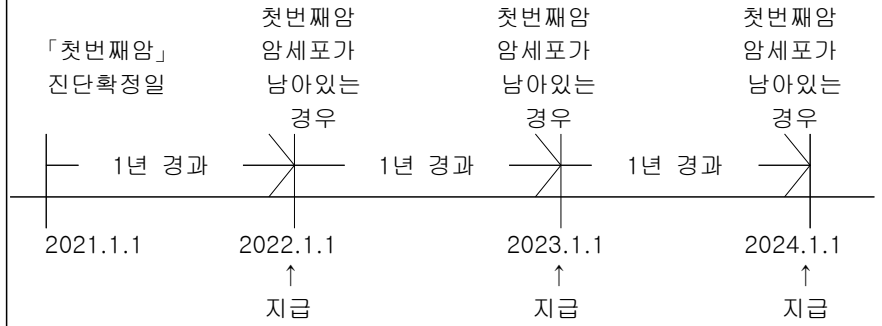 첫번째암 첫번째암 첫번째암
「첫번째암」 암세포가 암세포가 암세포가
진단확정일 남아있는 남아있는 남아있는
경우 경우 경우
1년 경과 1년 경과 1년 경과
2021.1.1 2022.1.1 2023.1.1 2024.1.1
↑ ↑ ↑
지급 지급 지급